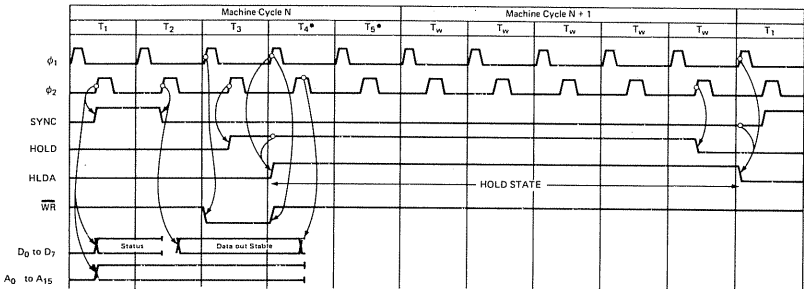 Machine Cycle N
Machine Cycle N + 1
T1 T2 T3 T4* T5* Tw Tw Tw Tw Tw T1
ϕ1
ϕ2
SYNC
HOLD
HLDA
HOLD STATE
WR
D0 to D7
Status
Data out Stable
A0 to A15